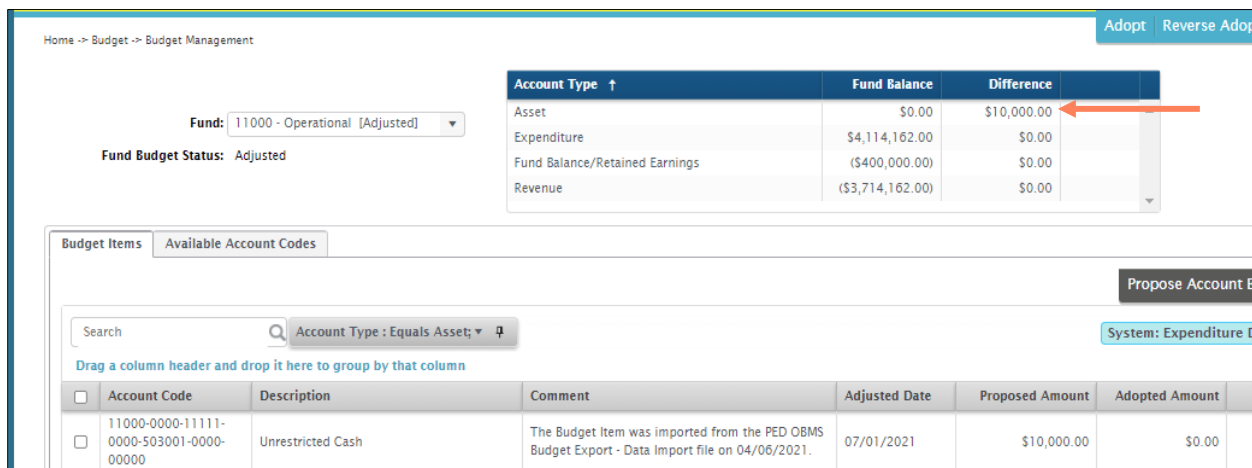 Adopt Reverse Adop
Home -> Budget -> Budget Management
Account Type ↑ Fund Balance Difference
Asset $0.00 $10,000.00
Fund: 11000 - Operational [Adjusted]
Expenditure $4,114,162.00 $0.00
Fund Budget Status: Adjusted
Fund Balance/Retained Earnings ($400,000.00) $0.00
Revenue ($3,714,162.00) $0.00
Budget Items Available Account Codes
Propose Account B
Search Account Type : Equals Asset;
System: Expenditure D
Drag a column header and drop it here to group by that column
Account Code Description Comment Adjusted Date Proposed Amount Adopted Amount
11000-0000-11111-
0000-503001-0000-
00000
Unrestricted Cash
The Budget Item was imported from the PED OBMS
Budget Export - Data Import file on 04/06/2021.
07/01/2021 $10,000.00 $0.00